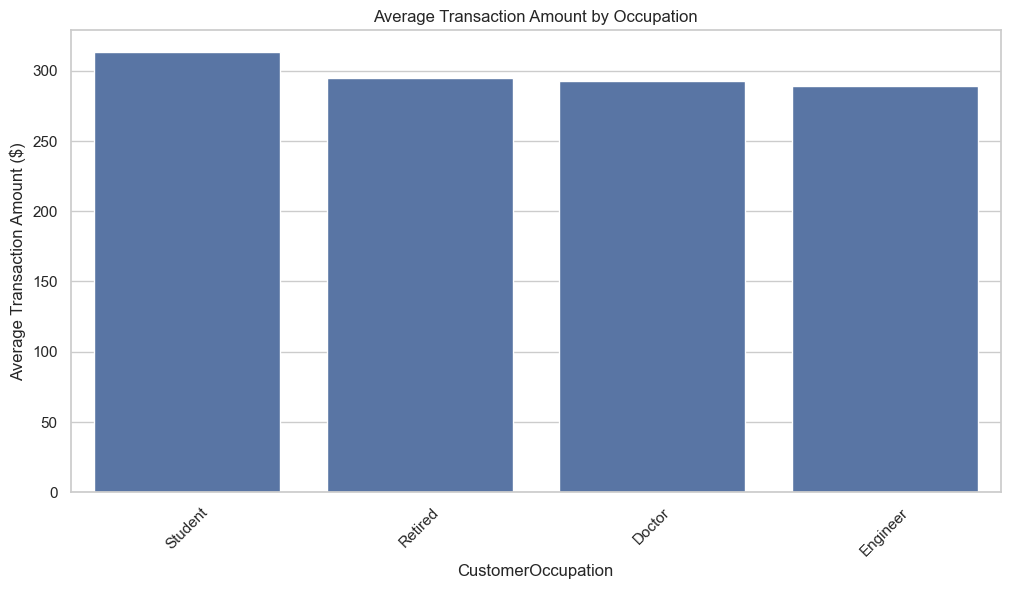 Average Transaction Amount by Occupation
Average Transaction Amount ($)
300
250
200
150
100
50
0
Student
Retired
Doctor
Engineer
CustomerOccupation